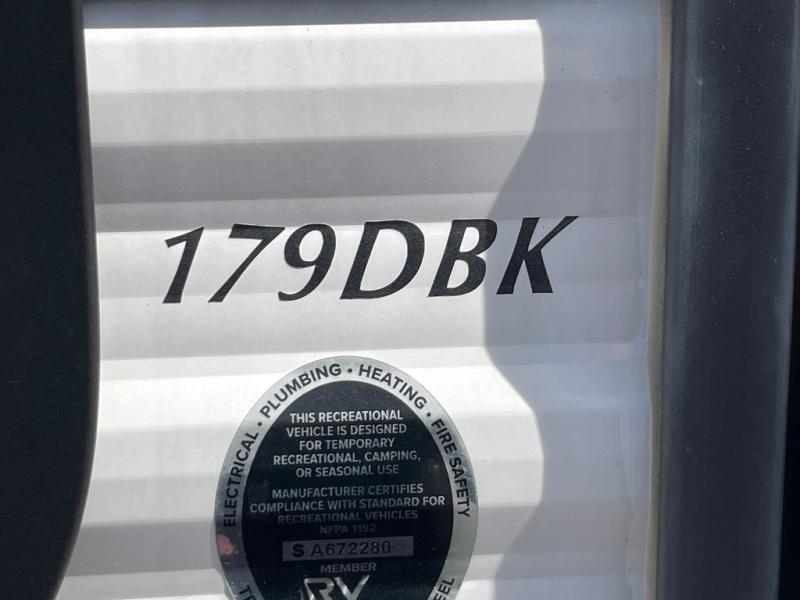 179DBK
ELECTRICAL • PLUMBING • HEATING • FIRE SAFETY
THIS RECREATIONAL
VEHICLE IS DESIGNED
FOR TEMPORARY
RECREATIONAL, CAMPING,
OR SEASONAL USE
MANUFACTURER CERTIFIES
COMPLIANCE WITH STANDARD FOR
RECREATIONAL VEHICLES
NFPA 1192
S A672280
MEMBER
RV